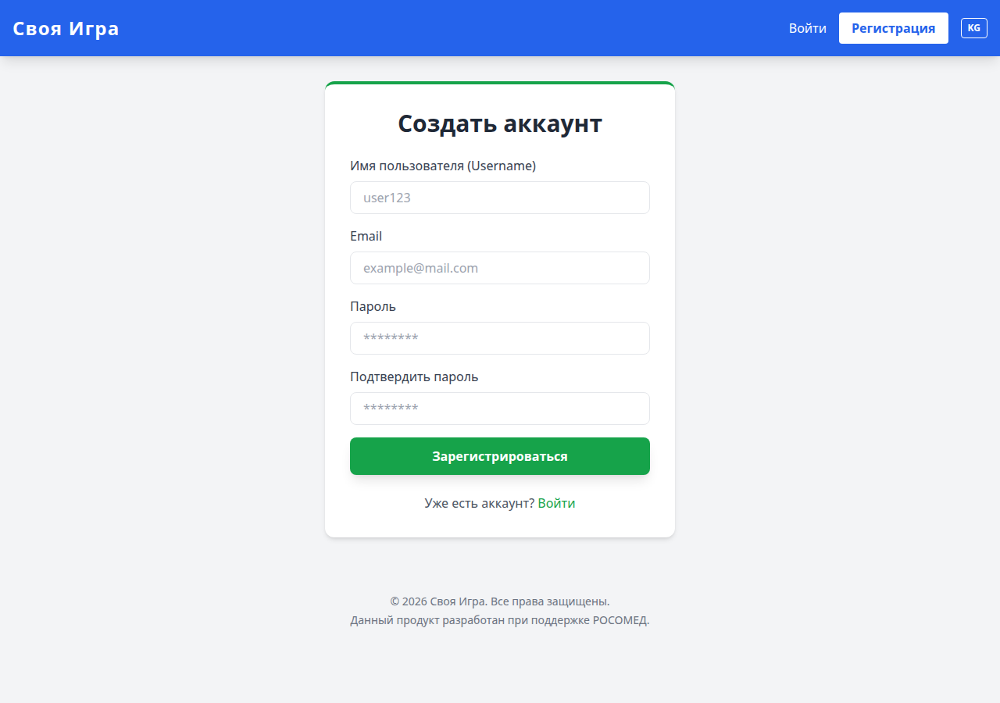 Своя Игра
Войти
Регистрация
KG
Создать аккаунт
Имя пользователя (Username)
user123
Email
example@mail.com
Пароль
********
Подтвердить пароль
********
Зарегистрироваться
Уже есть аккаунт? Войти
© 2026 Своя Игра. Все права защищены.
Данный продукт разработан при поддержке РОСОМЕД.